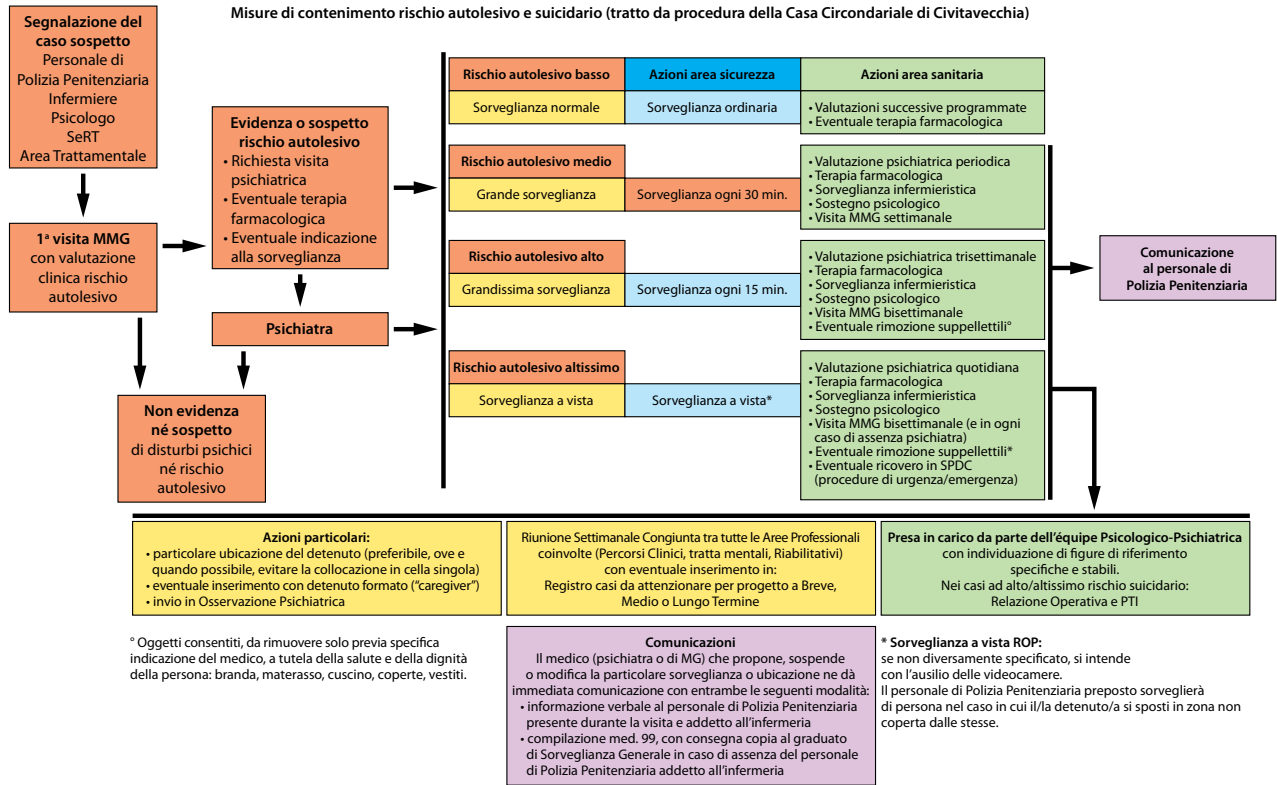 Misure di contenimento rischio autolesivo e suicidario (tratto da procedura della Casa Circondariale di Civitavecchia)
Segnalazione del
caso sospetto
Personale di
Polizia Penitenziaria
Infermiere
Psicologo
SeRT
Area Trattamentale
1ª visita MMG
con valutazione
clinica rischio
autolesivo
Evidenza o sospetto
rischio autolesivo
• Richiesta visita
psichiatrica
• Eventuale terapia
farmacologica
• Eventuale indicazione
alla sorveglianza
Psichiatra
Non evidenza
né sospetto
di disturbi psichici
né rischio
autolesivo
Rischio autolesivo basso
Azioni area sicurezza
Azioni area sanitaria
Sorveglianza normale
Sorveglianza ordinaria
• Valutazioni successive programmate
• Eventuale terapia farmacologica
Rischio autolesivo medio
Grande sorveglianza
Sorveglianza ogni 30 min.
• Valutazione psichiatrica periodica
• Terapia farmacologica
• Sorveglianza infermieristica
• Sostegno psicologico
• Visita MMG settimanale
Rischio autolesivo alto
Grandissima sorveglianza
Sorveglianza ogni 15 min.
• Valutazione psichiatrica trisettimanale
• Terapia farmacologica
• Sorveglianza infermieristica
• Sostegno psicologico
• Visita MMG bisettimanale
• Eventuale rimozione suppellettili°
Rischio autolesivo altissimo
Sorveglianza a vista
Sorveglianza a vista*
• Valutazione psichiatrica quotidiana
• Terapia farmacologica
• Sorveglianza infermieristica
• Sostegno psicologico
• Visita MMG bisettimanale (e in ogni
caso di assenza psichiatra)
• Eventuale rimozione suppellettili*
• Eventuale ricovero in SPDC
(procedure di urgenza/emergenza)
Comunicazione
al personale di
Polizia Penitenziaria
Azioni particolari:
• particolare ubicazione del detenuto (preferibile, ove e
quando possibile, evitare la collocazione in cella singola)
• eventuale inserimento con detenuto formato (“caregiver”)
• invio in Osservazione Psichiatrica
Riunione Settimanale Congiunta tra tutte le Aree Professionali
coinvolte (Percorsi Clinici, tratta mentali, Riabilitativi)
con eventuale inserimento in:
Registro casi da attenzionare per progetto a Breve,
Medio o Lungo Termine
Presa in carico da parte dell’équipe Psicologico-Psichiatrica
con individuazione di figure di riferimento
specifiche e stabili.
Nei casi ad alto/altissimo rischio suicidario:
Relazione Operativa e PTI
° Oggetti consentiti, da rimuovere solo previa specifica
indicazione del medico, a tutela della salute e della dignità
della persona: branda, materasso, cuscino, coperte, vestiti.
Comunicazioni
Il medico (psichiatra o di MG) che propone, sospende
o modifica la particolare sorveglianza o ubicazione ne dà
immediata comunicazione con entrambe le seguenti modalità:
• informazione verbale al personale di Polizia Penitenziaria
presente durante la visita e addetto all’infermeria
• compilazione med. 99, con consegna copia al graduato
di Sorveglianza Generale in caso di assenza del personale
di Polizia Penitenziaria addetto all’infermeria
* Sorveglianza a vista ROP:
se non diversamente specificato, si intende
con l’ausilio delle videocamere.
Il personale di Polizia Penitenziaria preposto sorveglierà
di persona nel caso in cui il/la detenuto/a si sposti in zona non
coperta dalle stesse.